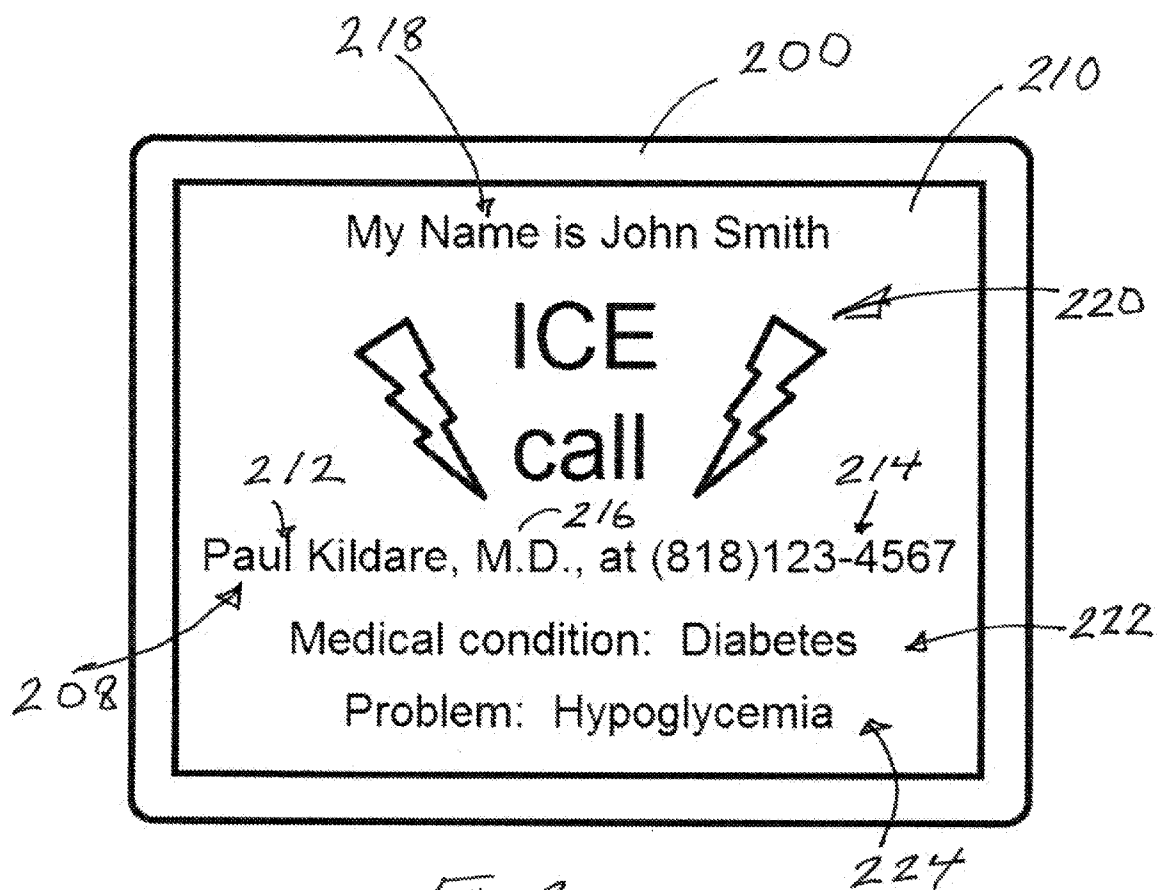 218
200
210
My Name is John Smith
ICE
220
call
212
214
216
Paul Kildare, M.D., at (818)123-4567
222
Medical condition: Diabetes
208
Problem: Hypoglycemia
224